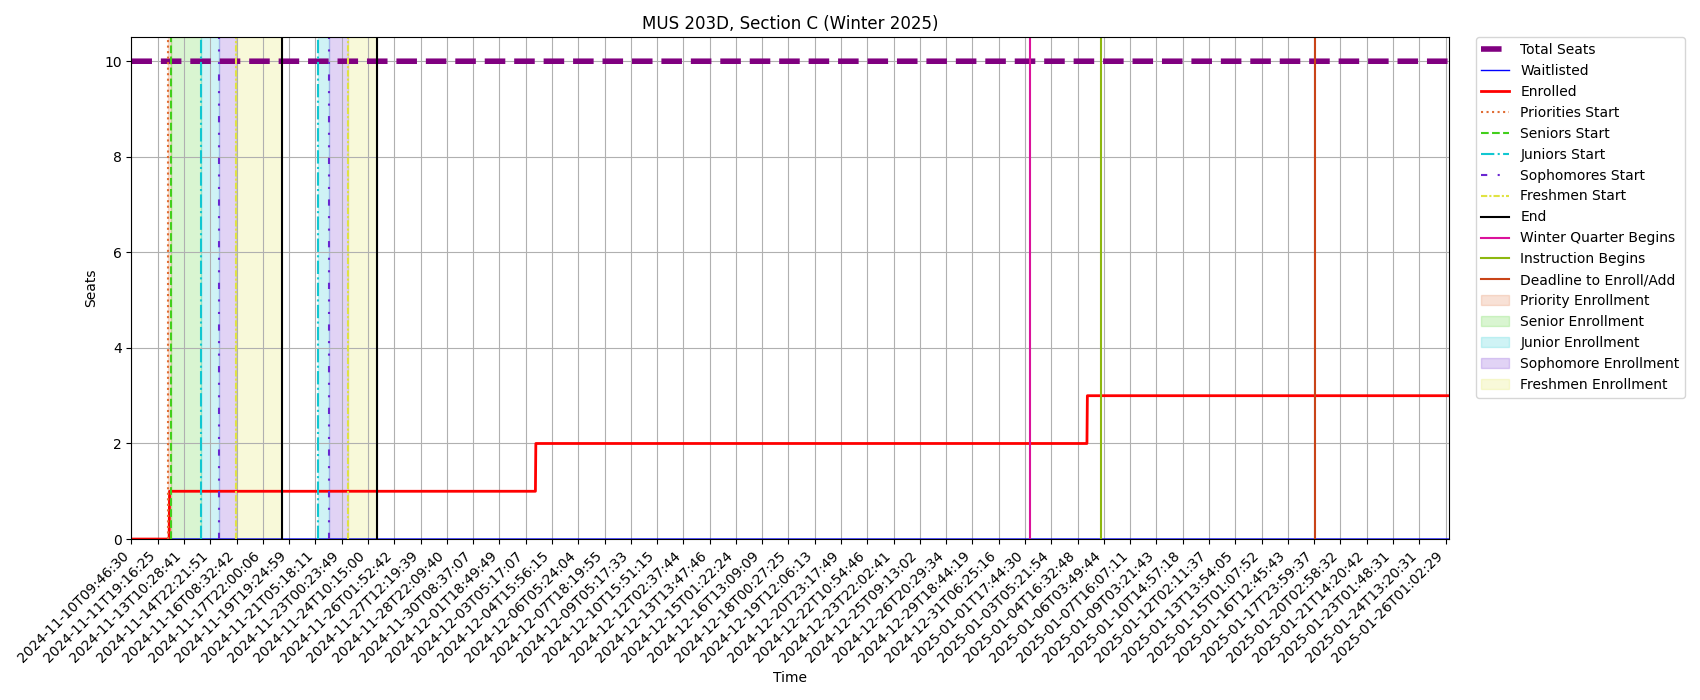 MUS 203D, Section C (Winter 2025)
Seats
10
8
6
4
2
0
2024-11-10T09:46:30
2024-11-11T19:16:25
2024-11-13T10:28:41
2024-11-14T22:21:51
2024-11-16T08:32:42
2024-11-17T22:00:06
2024-11-19T19:24:59
2024-11-21T05:18:11
2024-11-23T00:23:49
2024-11-24T10:15:00
2024-11-26T01:52:42
2024-11-27T12:19:39
2024-11-28T22:09:40
2024-11-30T08:37:07
2024-12-01T18:49:49
2024-12-03T05:17:07
2024-12-04T15:56:15
2024-12-06T05:24:04
2024-12-07T18:19:55
2024-12-09T05:17:33
2024-12-10T15:51:15
2024-12-12T02:37:44
2024-12-13T13:47:46
2024-12-15T01:22:24
2024-12-16T13:09:09
2024-12-18T00:27:25
2024-12-19T12:06:13
2024-12-20T23:17:49
2024-12-22T10:54:46
2024-12-23T22:02:41
2024-12-25T09:13:02
2024-12-26T20:29:34
2024-12-29T18:44:19
2024-12-31T06:25:16
2025-01-01T17:44:30
2025-01-03T05:21:54
2025-01-04T16:32:48
2025-01-06T03:49:44
2025-01-07T16:07:11
2025-01-09T03:21:43
2025-01-10T14:57:18
2025-01-12T02:11:37
2025-01-13T13:54:05
2025-01-15T01:07:52
2025-01-16T12:45:43
2025-01-17T23:59:37
2025-01-20T02:58:32
2025-01-21T14:20:42
2025-01-23T01:48:31
2025-01-24T13:20:31
2025-01-26T01:02:29
Time
Total Seats
Waitlisted
Enrolled
Priorities Start
Seniors Start
Juniors Start
Sophomores Start
Freshmen Start
End
Winter Quarter Begins
Instruction Begins
Deadline to Enroll/Add
Priority Enrollment
Senior Enrollment
Junior Enrollment
Sophomore Enrollment
Freshmen Enrollment